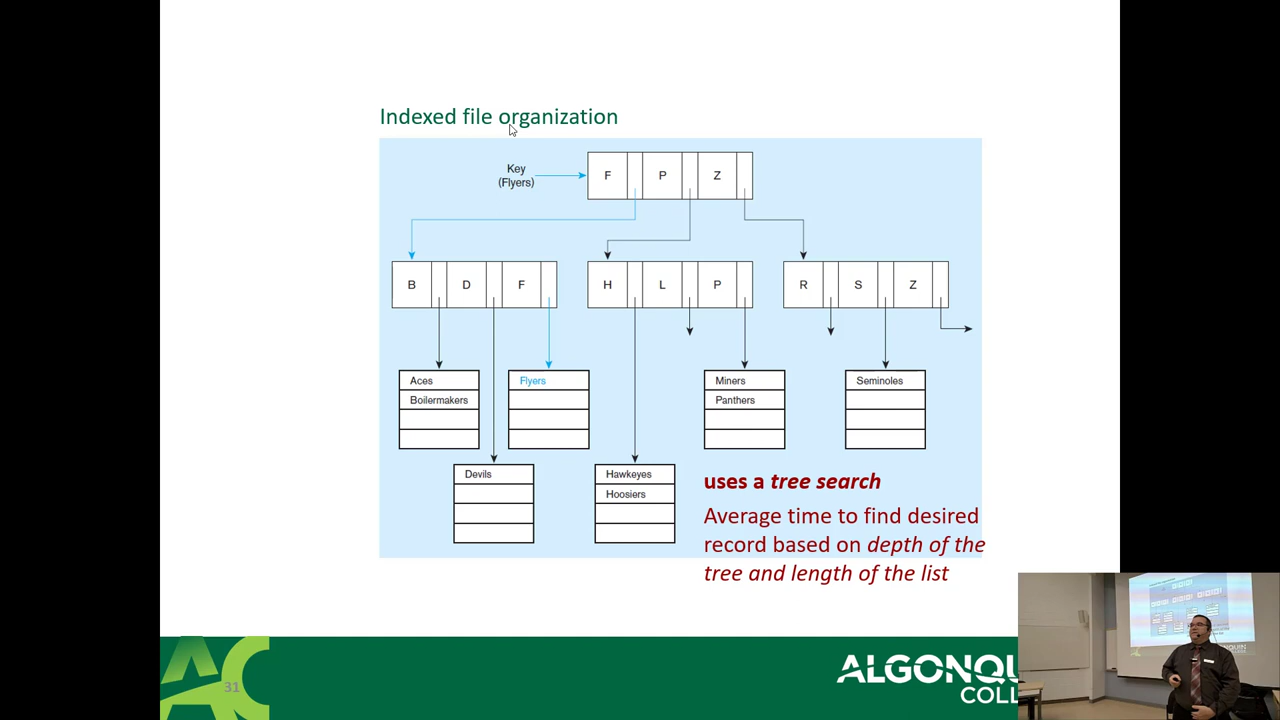 Indexed file organization
Key
(Flyers)
F P Z
B D F H L P R S Z
Aces Flyers Miners Seminoles
Boilermakers Panthers
Devils Hawkeyes
Hoosiers
uses a tree search
Average time to find desired
record based on depth of the
tree and length of the list
AC
31
ALGONQU
COLL